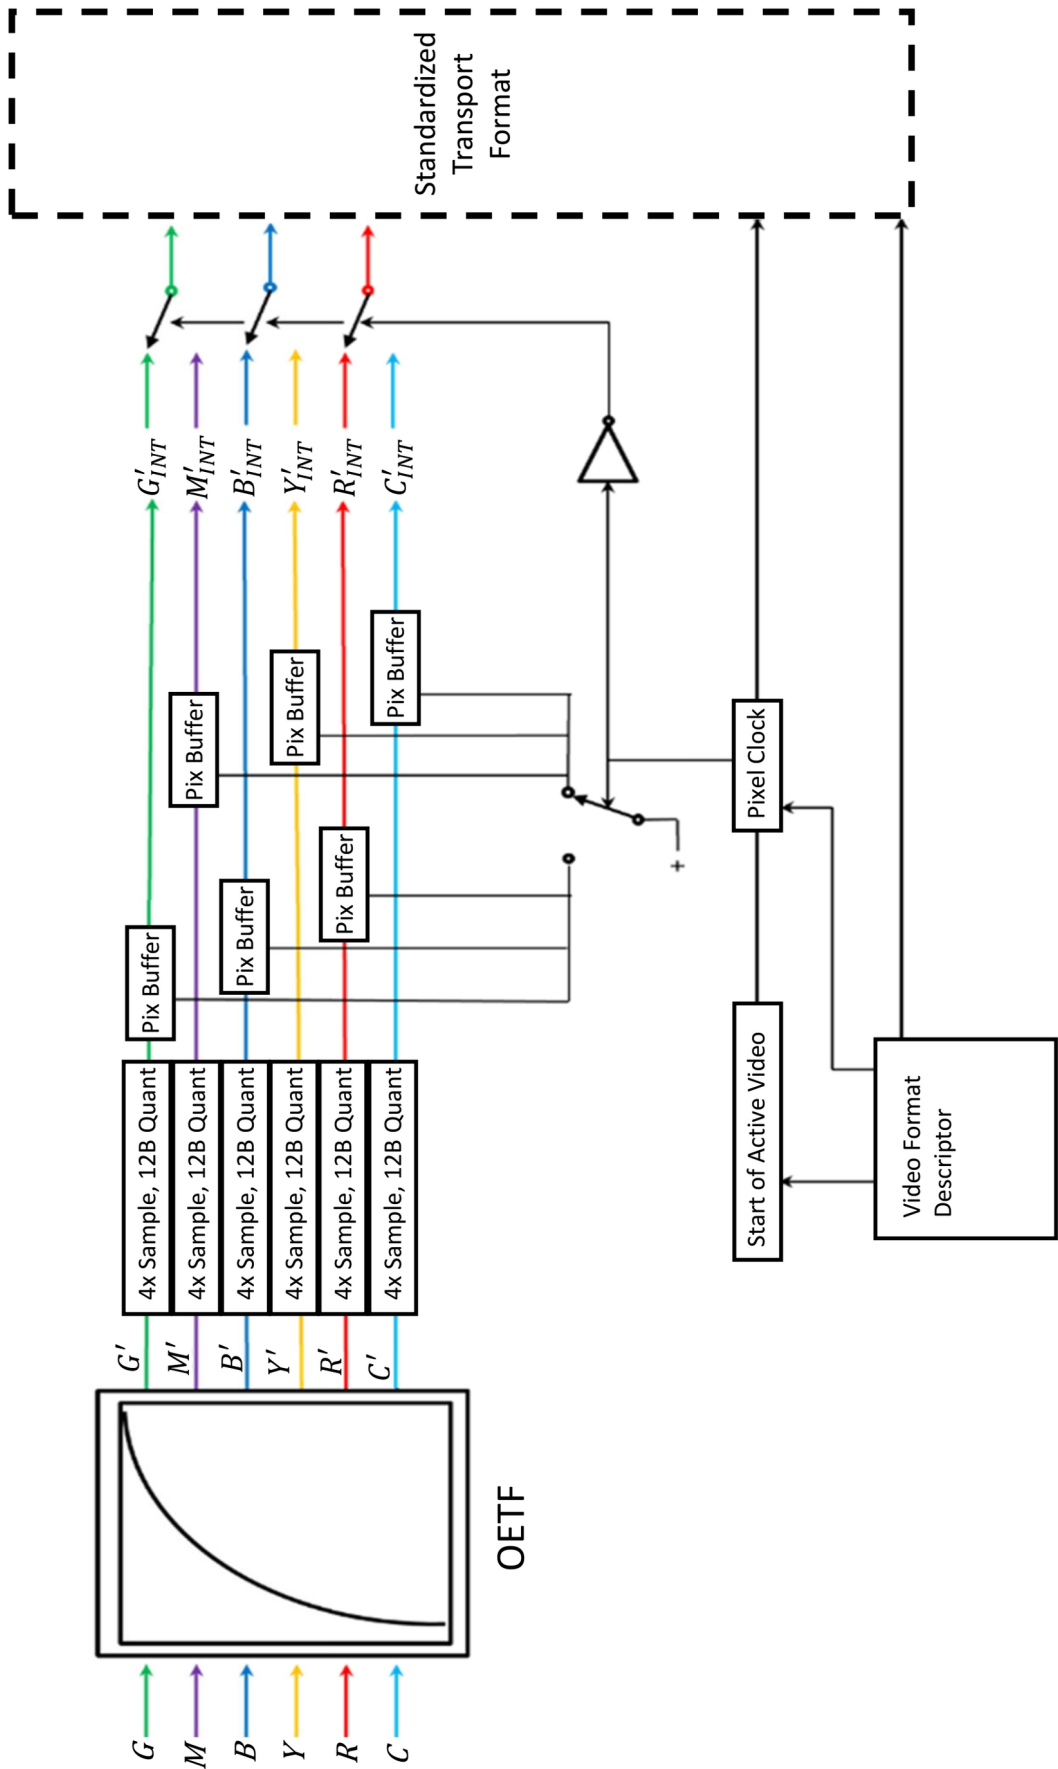 G
M
B
Y
R
C
OETF
G'
M'
B'
Y'
R'
C'
4x Sample, 12B Quant
4x Sample, 12B Quant
4x Sample, 12B Quant
4x Sample, 12B Quant
4x Sample, 12B Quant
4x Sample, 12B Quant
Pix Buffer
Pix Buffer
Pix Buffer
Pix Buffer
Pix Buffer
Pix Buffer
G'INT
M'INT
B'INT
Y'INT
R'INT
C'INT
+
Start of Active Video
Pixel Clock
Video Format
Descriptor
Standardized
Transport
Format